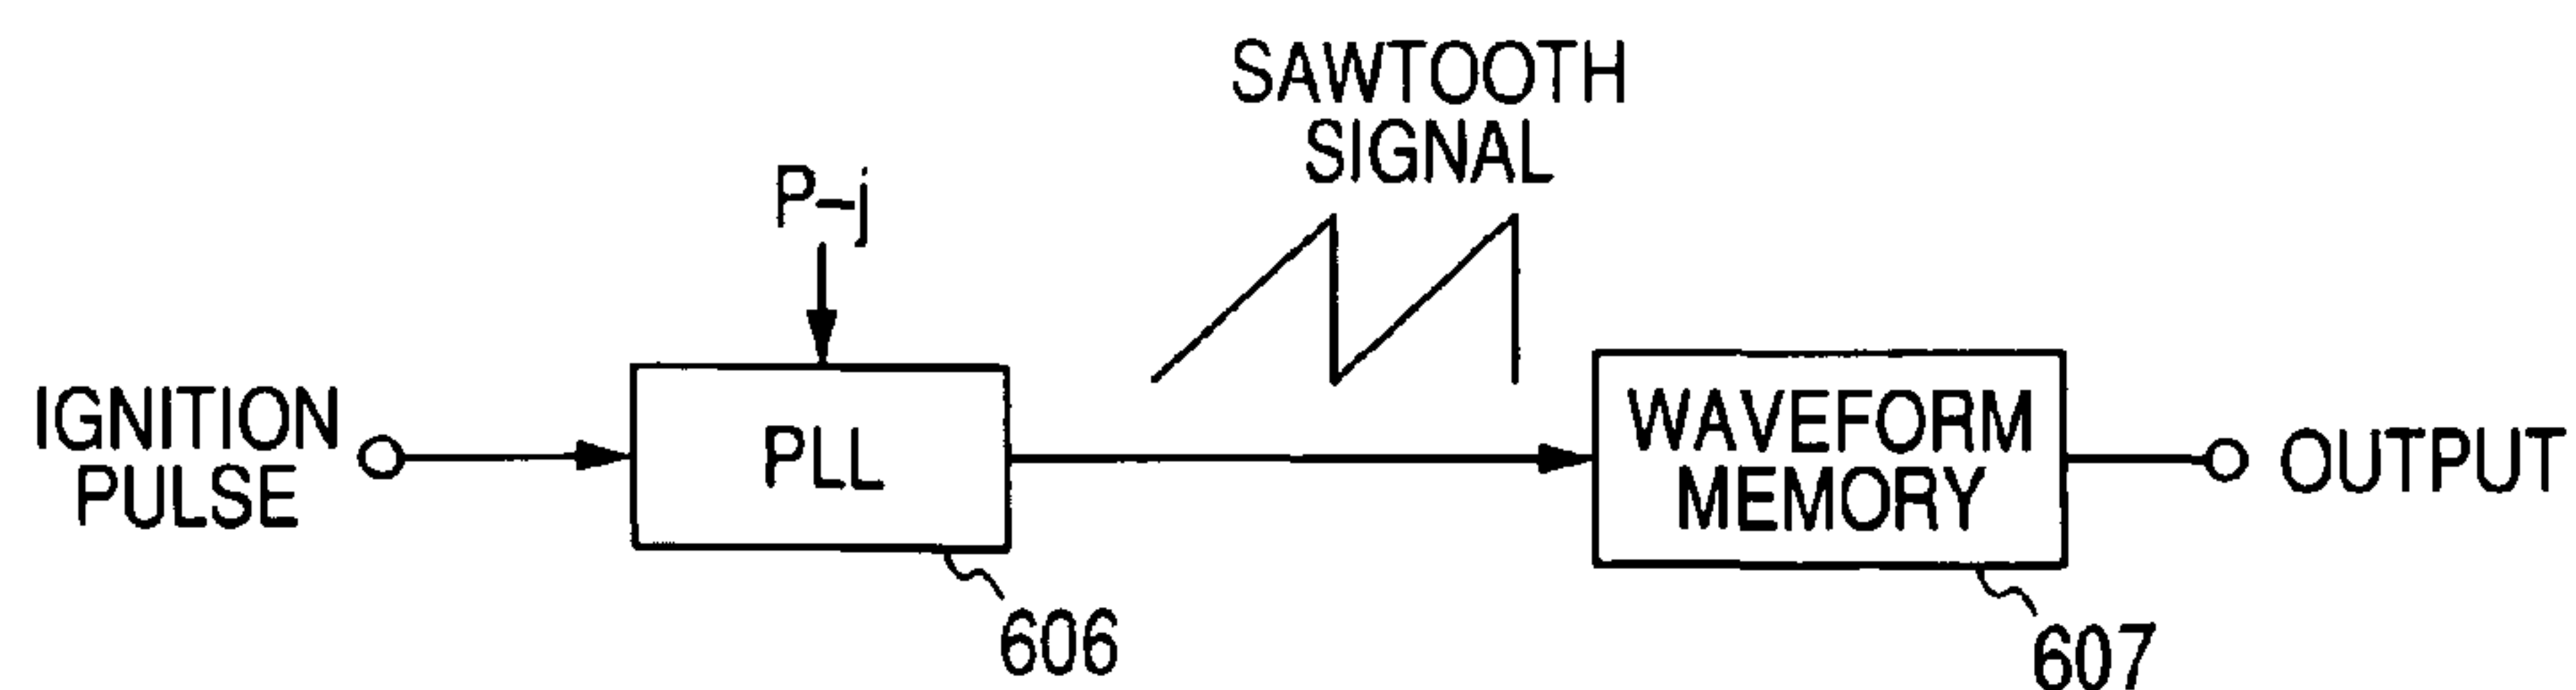 SAWTOOTH
SIGNAL
P-j
IGNITION
PULSE
PLL
WAVEFORM
MEMORY
OUTPUT
606
607